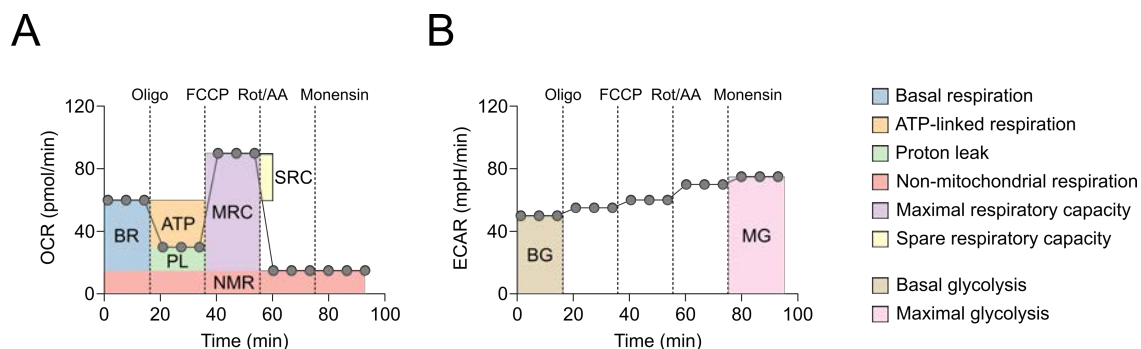 A
B
Oligo FCCP Rot/AA Monensin
Oligo FCCP Rot/AA Monensin
OCR (pmol/min)
120
80
40
0
BR
ATP
PL
MRC
SRC
NMR
0 20 40 60 80 100
Time (min)
ECAR (mpH/min)
120
80
40
0
BG
MG
0 20 40 60 80 100
Time (min)
Basal respiration
ATP-linked respiration
Proton leak
Non-mitochondrial respiration
Maximal respiratory capacity
Spare respiratory capacity
Basal glycolysis
Maximal glycolysis